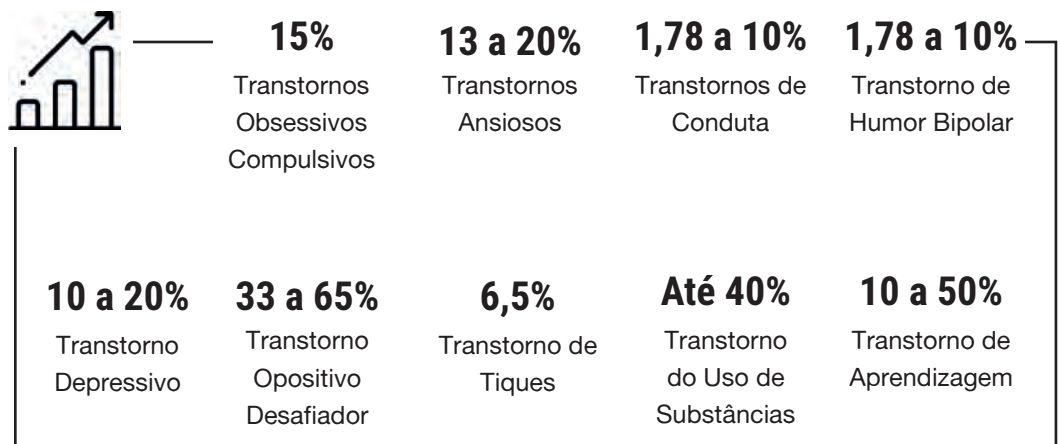 15%
Transtornos
Obsessivos
Compulsivos
13 a 20%
Transtornos
Ansiosos
1,78 a 10%
Transtornos de
Conduta
1,78 a 10%
Transtorno de
Humor Bipolar
10 a 20%
Transtorno
Depressivo
33 a 65%
Transtorno
Opositivo
Desafiador
6,5%
Transtorno de
Tiques
Até 40%
Transtorno
do Uso de
Substâncias
10 a 50%
Transtorno de
Aprendizagem